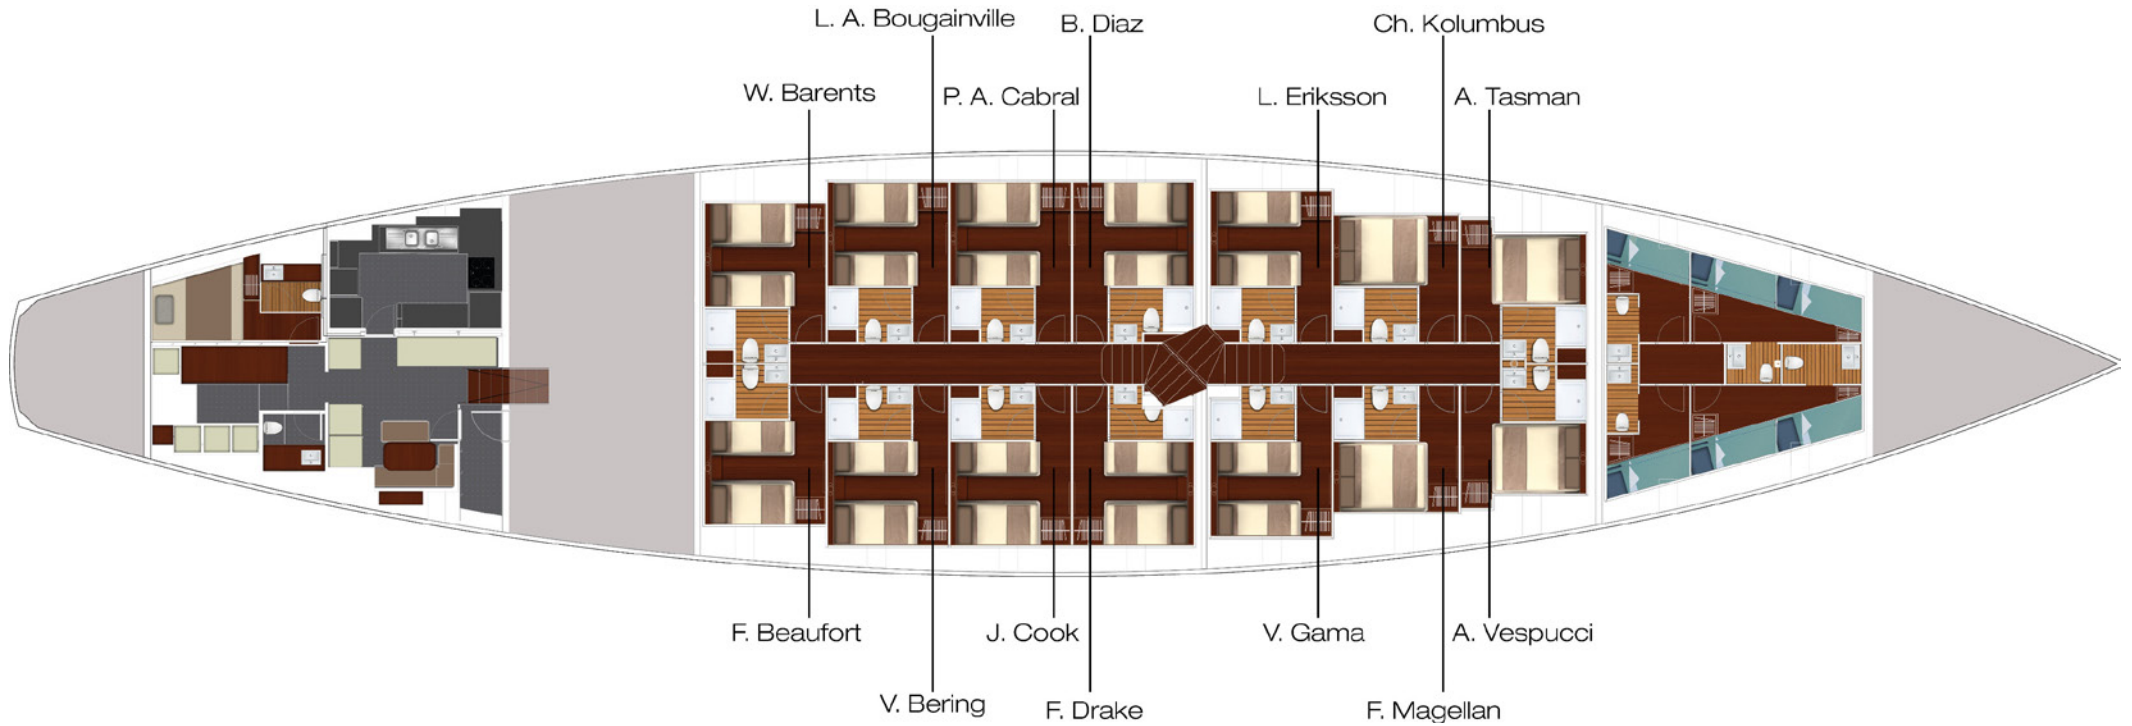 L. A. Bougainville
B. Diaz
Ch. Kolumbus
W. Barents
P. A. Cabral
L. Eriksson
A. Tasman
F. Beaufort
J. Cook
V. Gama
A. Vespucci
V. Bering
F. Drake
F. Magellan